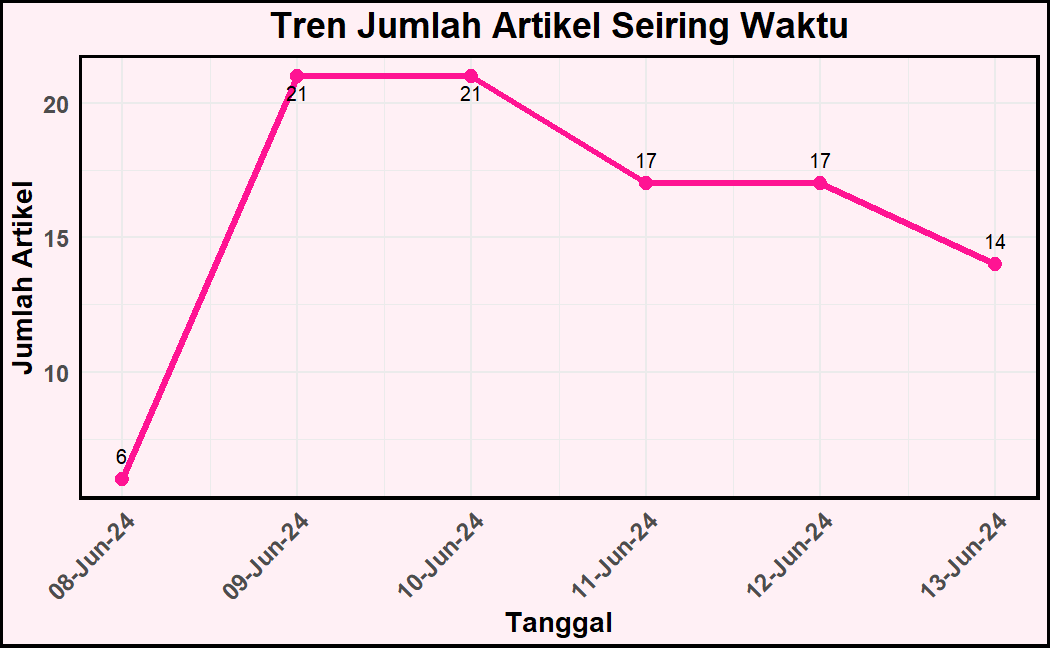 Tren Jumlah Artikel Seiring Waktu
Jumlah Artikel
20
15
10
6
21
21
17
17
14
08-Jun-24
09-Jun-24
10-Jun-24
11-Jun-24
12-Jun-24
13-Jun-24
Tanggal